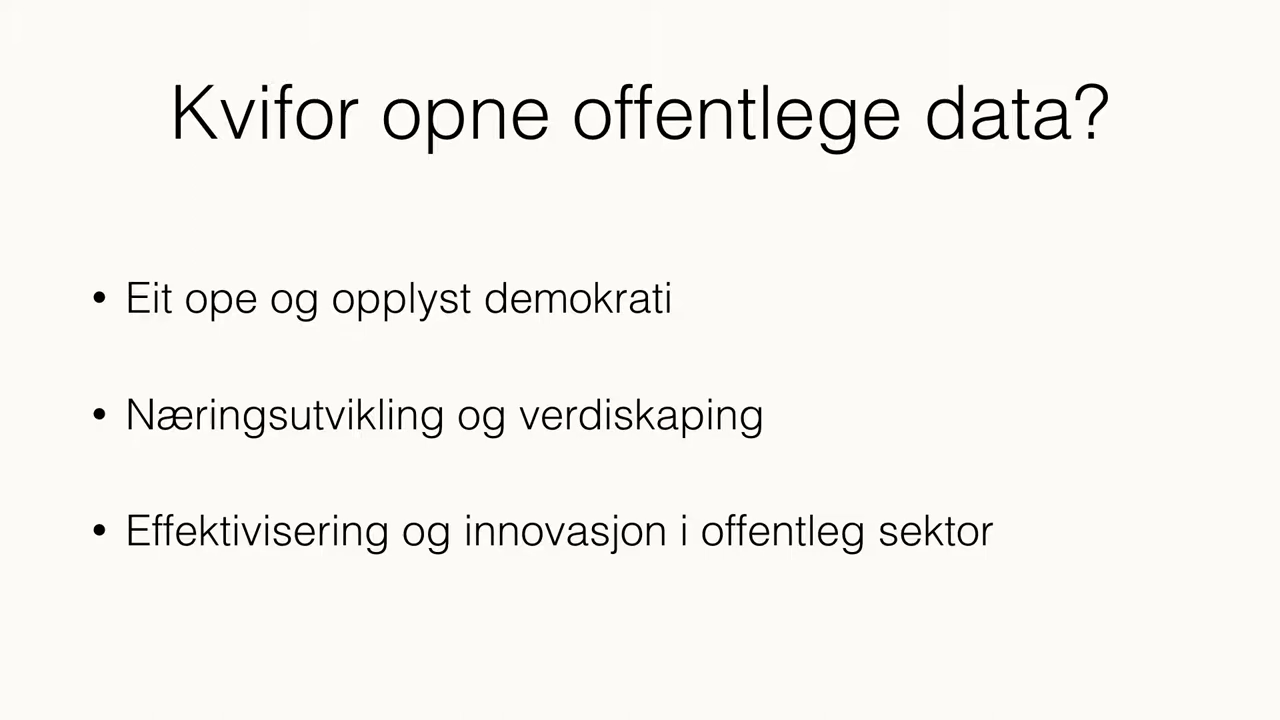 Kvifor opne offentlege data?
• Eit ope og opplyst demokrati
• Næringsutvikling og verdiskaping
• Effektivisering og innovasjon i offentleg sektor